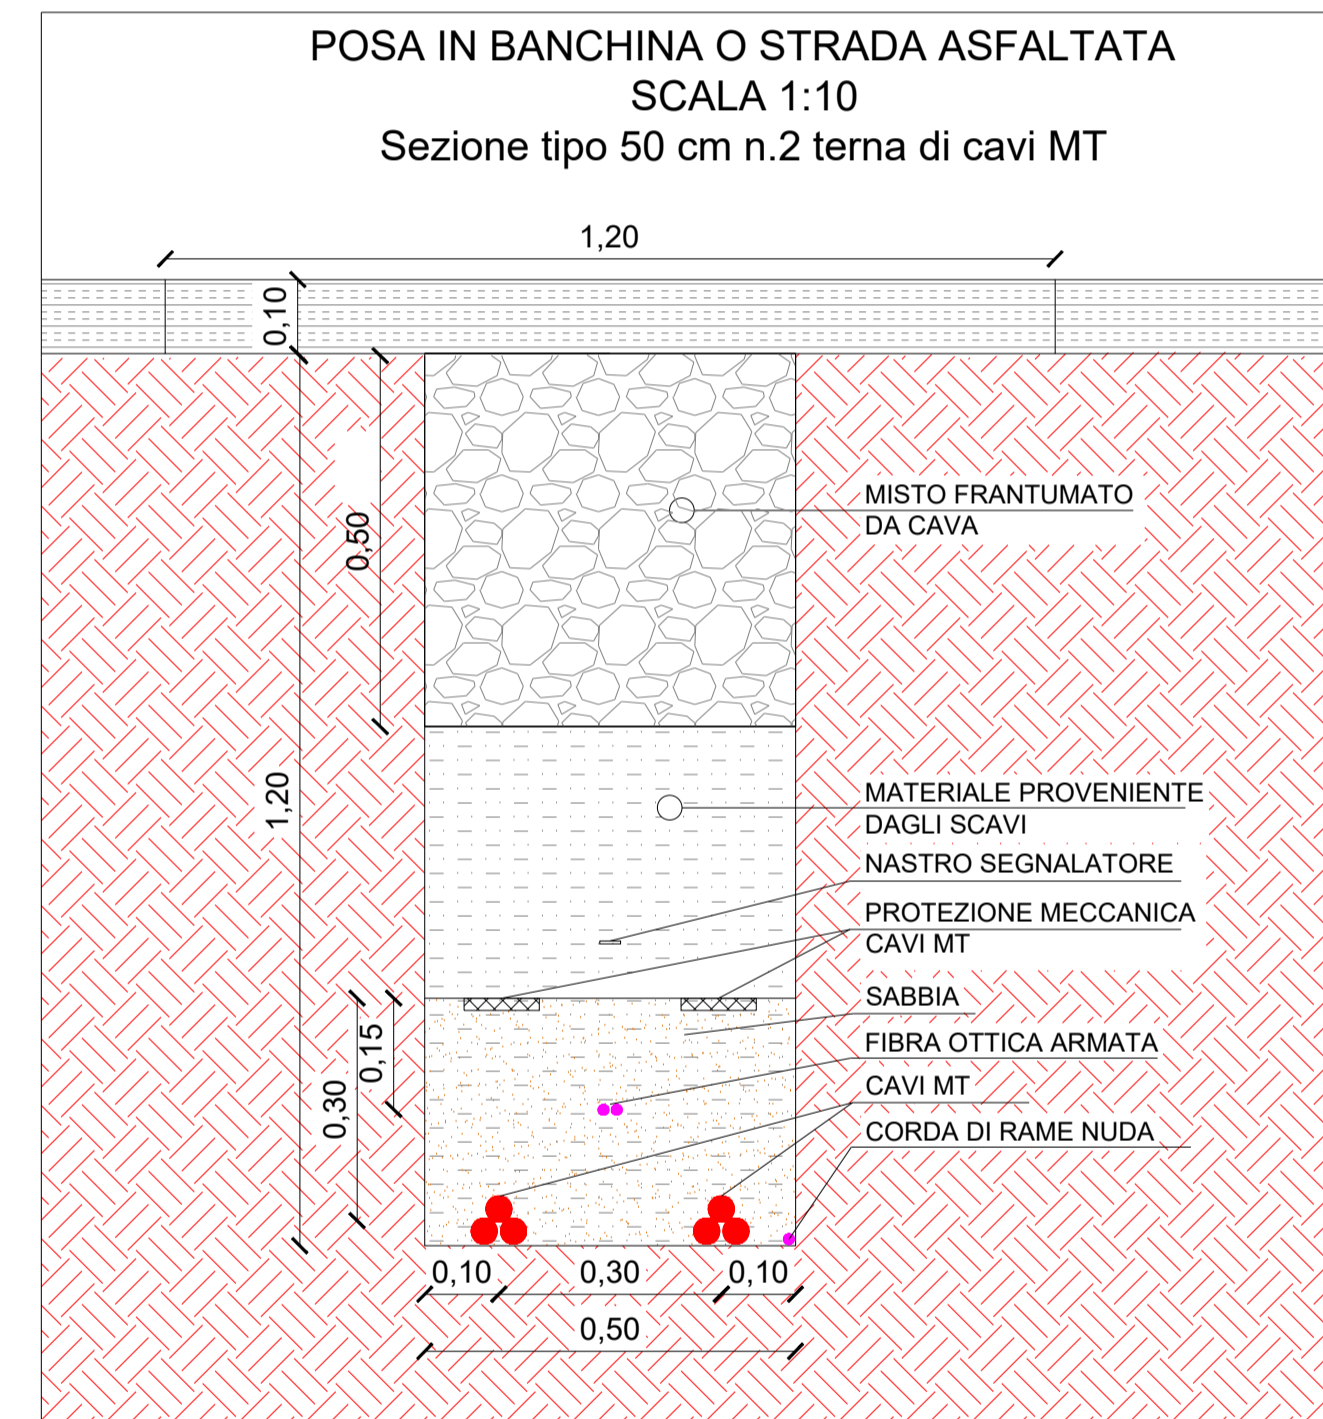 POSA IN BANCHINA O STRADA ASFALTATA
SCALA 1:10
Sezione tipo 50 cm n.2 terna di cavi MT
1,20
0,10
0,50
MISTO FRANTUMATO
DA CAVA
1,20
MATERIALE PROVENIENTE
DAGLI SCAVI
NASTRO SEGNALATORE
PROTEZIONE MECCANICA
CAVI MT
SABBIA
0,15
FIBRA OTTICA ARMATA
0,30
CAVI MT
CORDA DI RAME NUDA
0,10 0,30 0,10
0,50